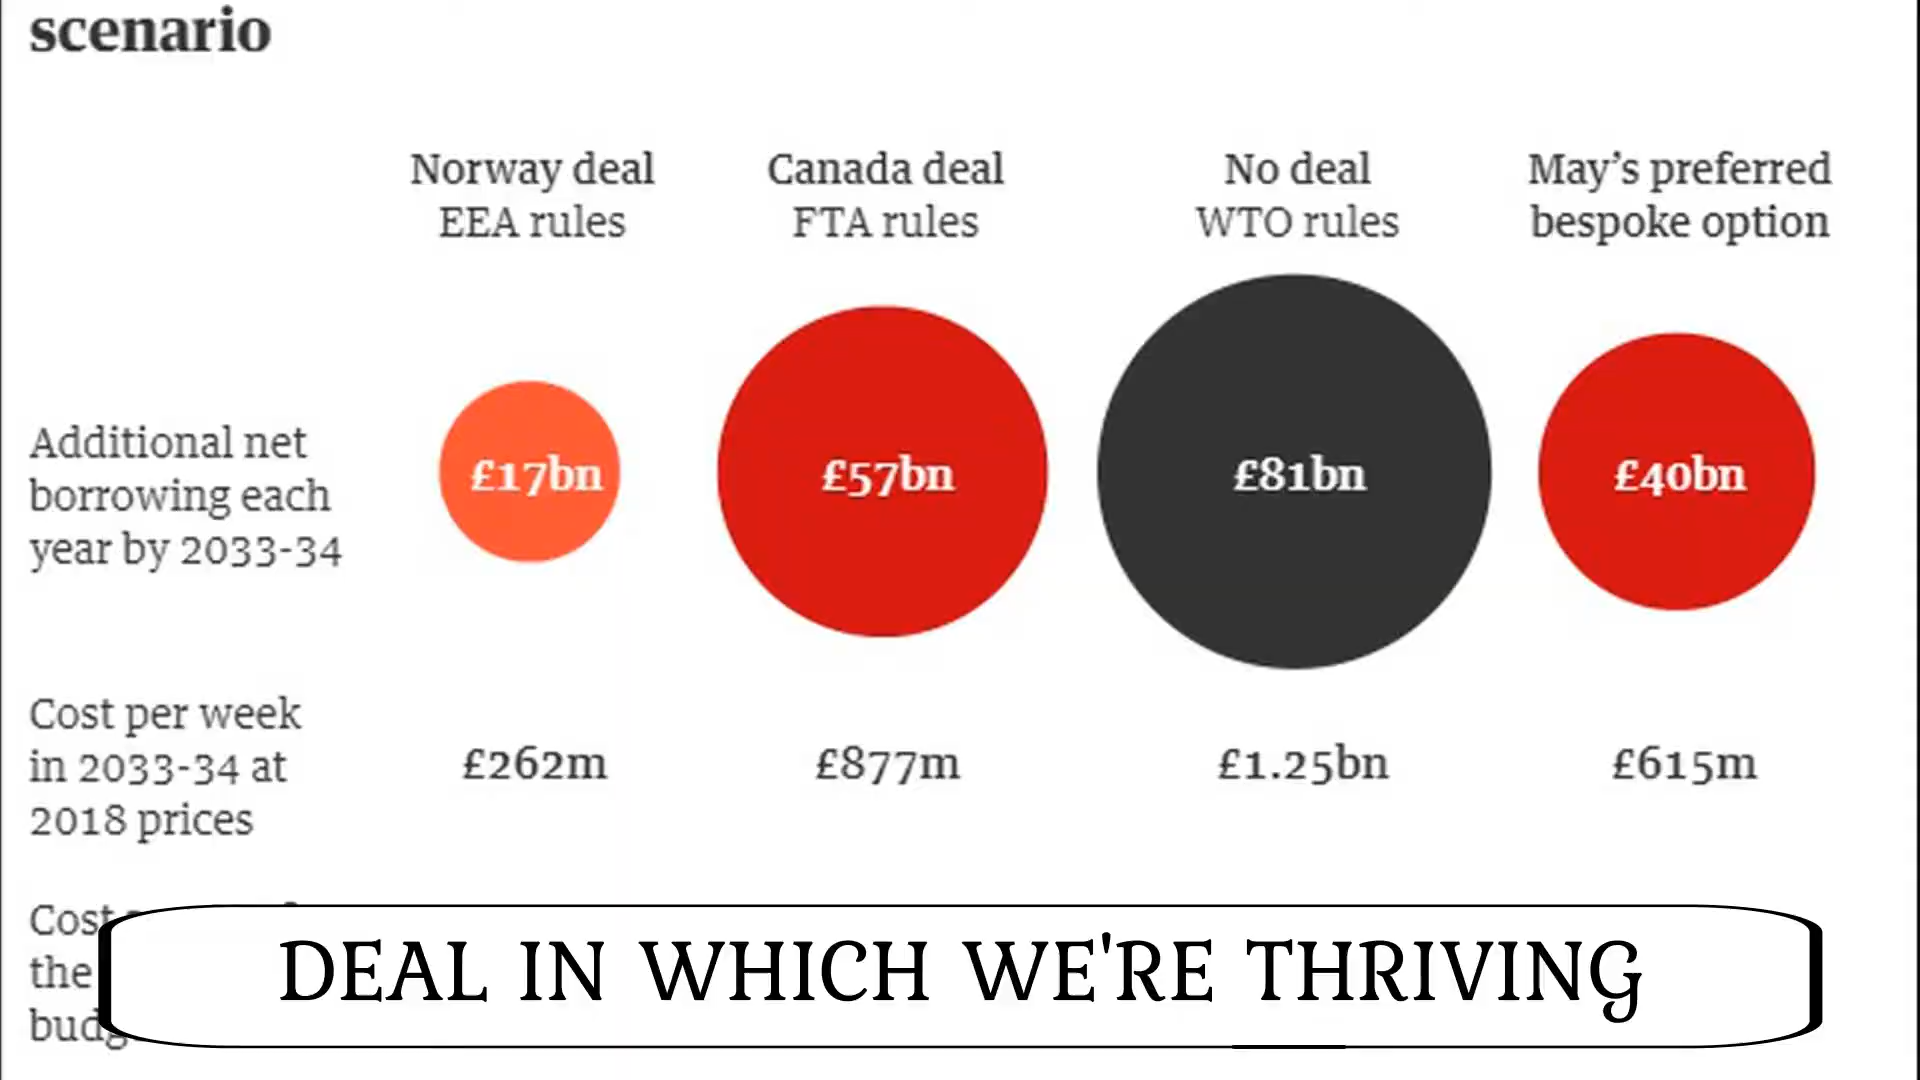 scenario
Norway deal
EEA rules
Canada deal
FTA rules
No deal
WTO rules
May's preferred
bespoke option
Additional net
borrowing each
year by 2033-34
£17bn
£57bn
£81bn
£40bn
Cost per week
in 2033-34 at
2018 prices
£262m
£877m
£1.25bn
£615m
Cost
the
DEAL IN WHICH WE'RE THRIVING